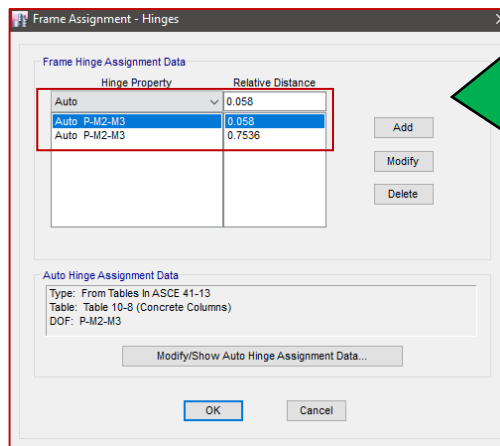 Frame Assignment - Hinges
Frame Hinge Assignment Data
Hinge Property Relative Distance
Auto 0.058
Auto P-M2-M3 0.058
Auto P-M2-M3 0.7536
Add
Modify
Delete
Auto Hinge Assignment Data
Type: From Tables In ASCE 41-13
Table: Table 10-8 (Concrete Columns)
DOF: P-M2-M3
Modify/Show Auto Hinge Assignment Data...
OK Cancel